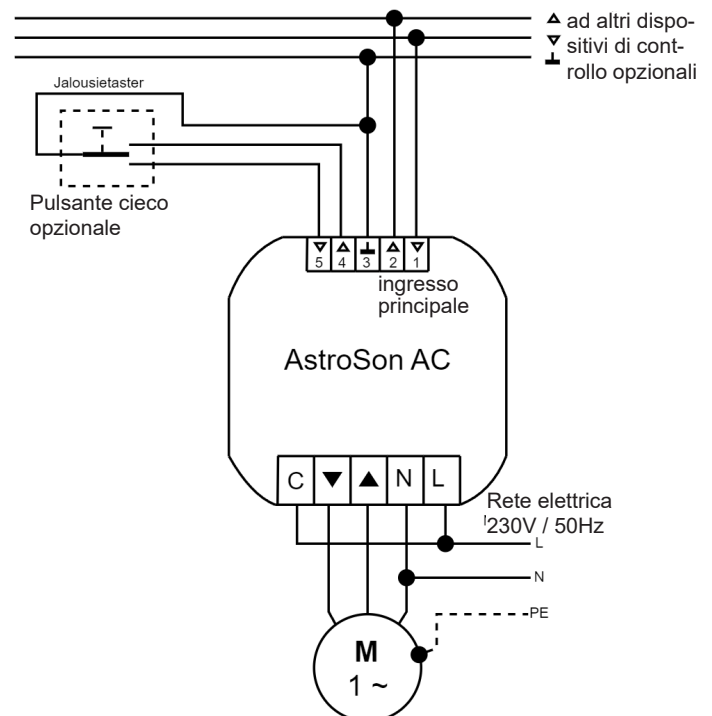 ad altri dispo-
sitivi di cont-
rollo opzionali
Jalousietaster
Pulsante cieco
opzionale
5 4 3 2 1
ingresso
principale
AstroSon AC
C N L
Rete elettrica
230V / 50Hz
L
N
PE
M
1 ~